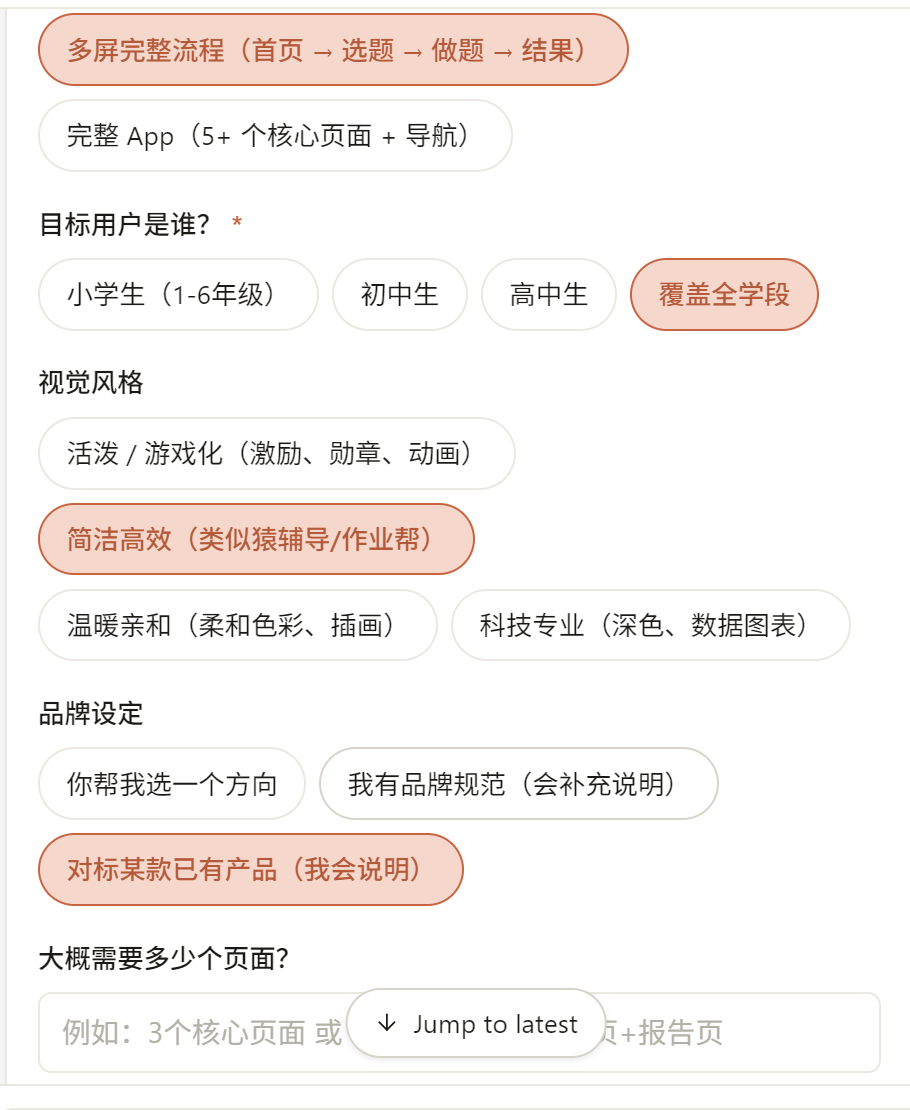 多屏完整流程（首页 → 选题 → 做题 → 结果）
完整 App（5+ 个核心页面 + 导航）
目标用户是谁？ *
小学生（1-6年级） 初中生 高中生 覆盖全学段
视觉风格
活泼 / 游戏化（激励、勋章、动画）
简洁高效（类似猿辅导/作业帮）
温暖亲和（柔和色彩、插画） 科技专业（深色、数据图表）
品牌设定
你帮我选一个方向 我有品牌规范（会补充说明）
对标某款已有产品（我会说明）
大概需要多少个页面？
例如：3个核心页面 或 页+报告页
↓ Jump to latest